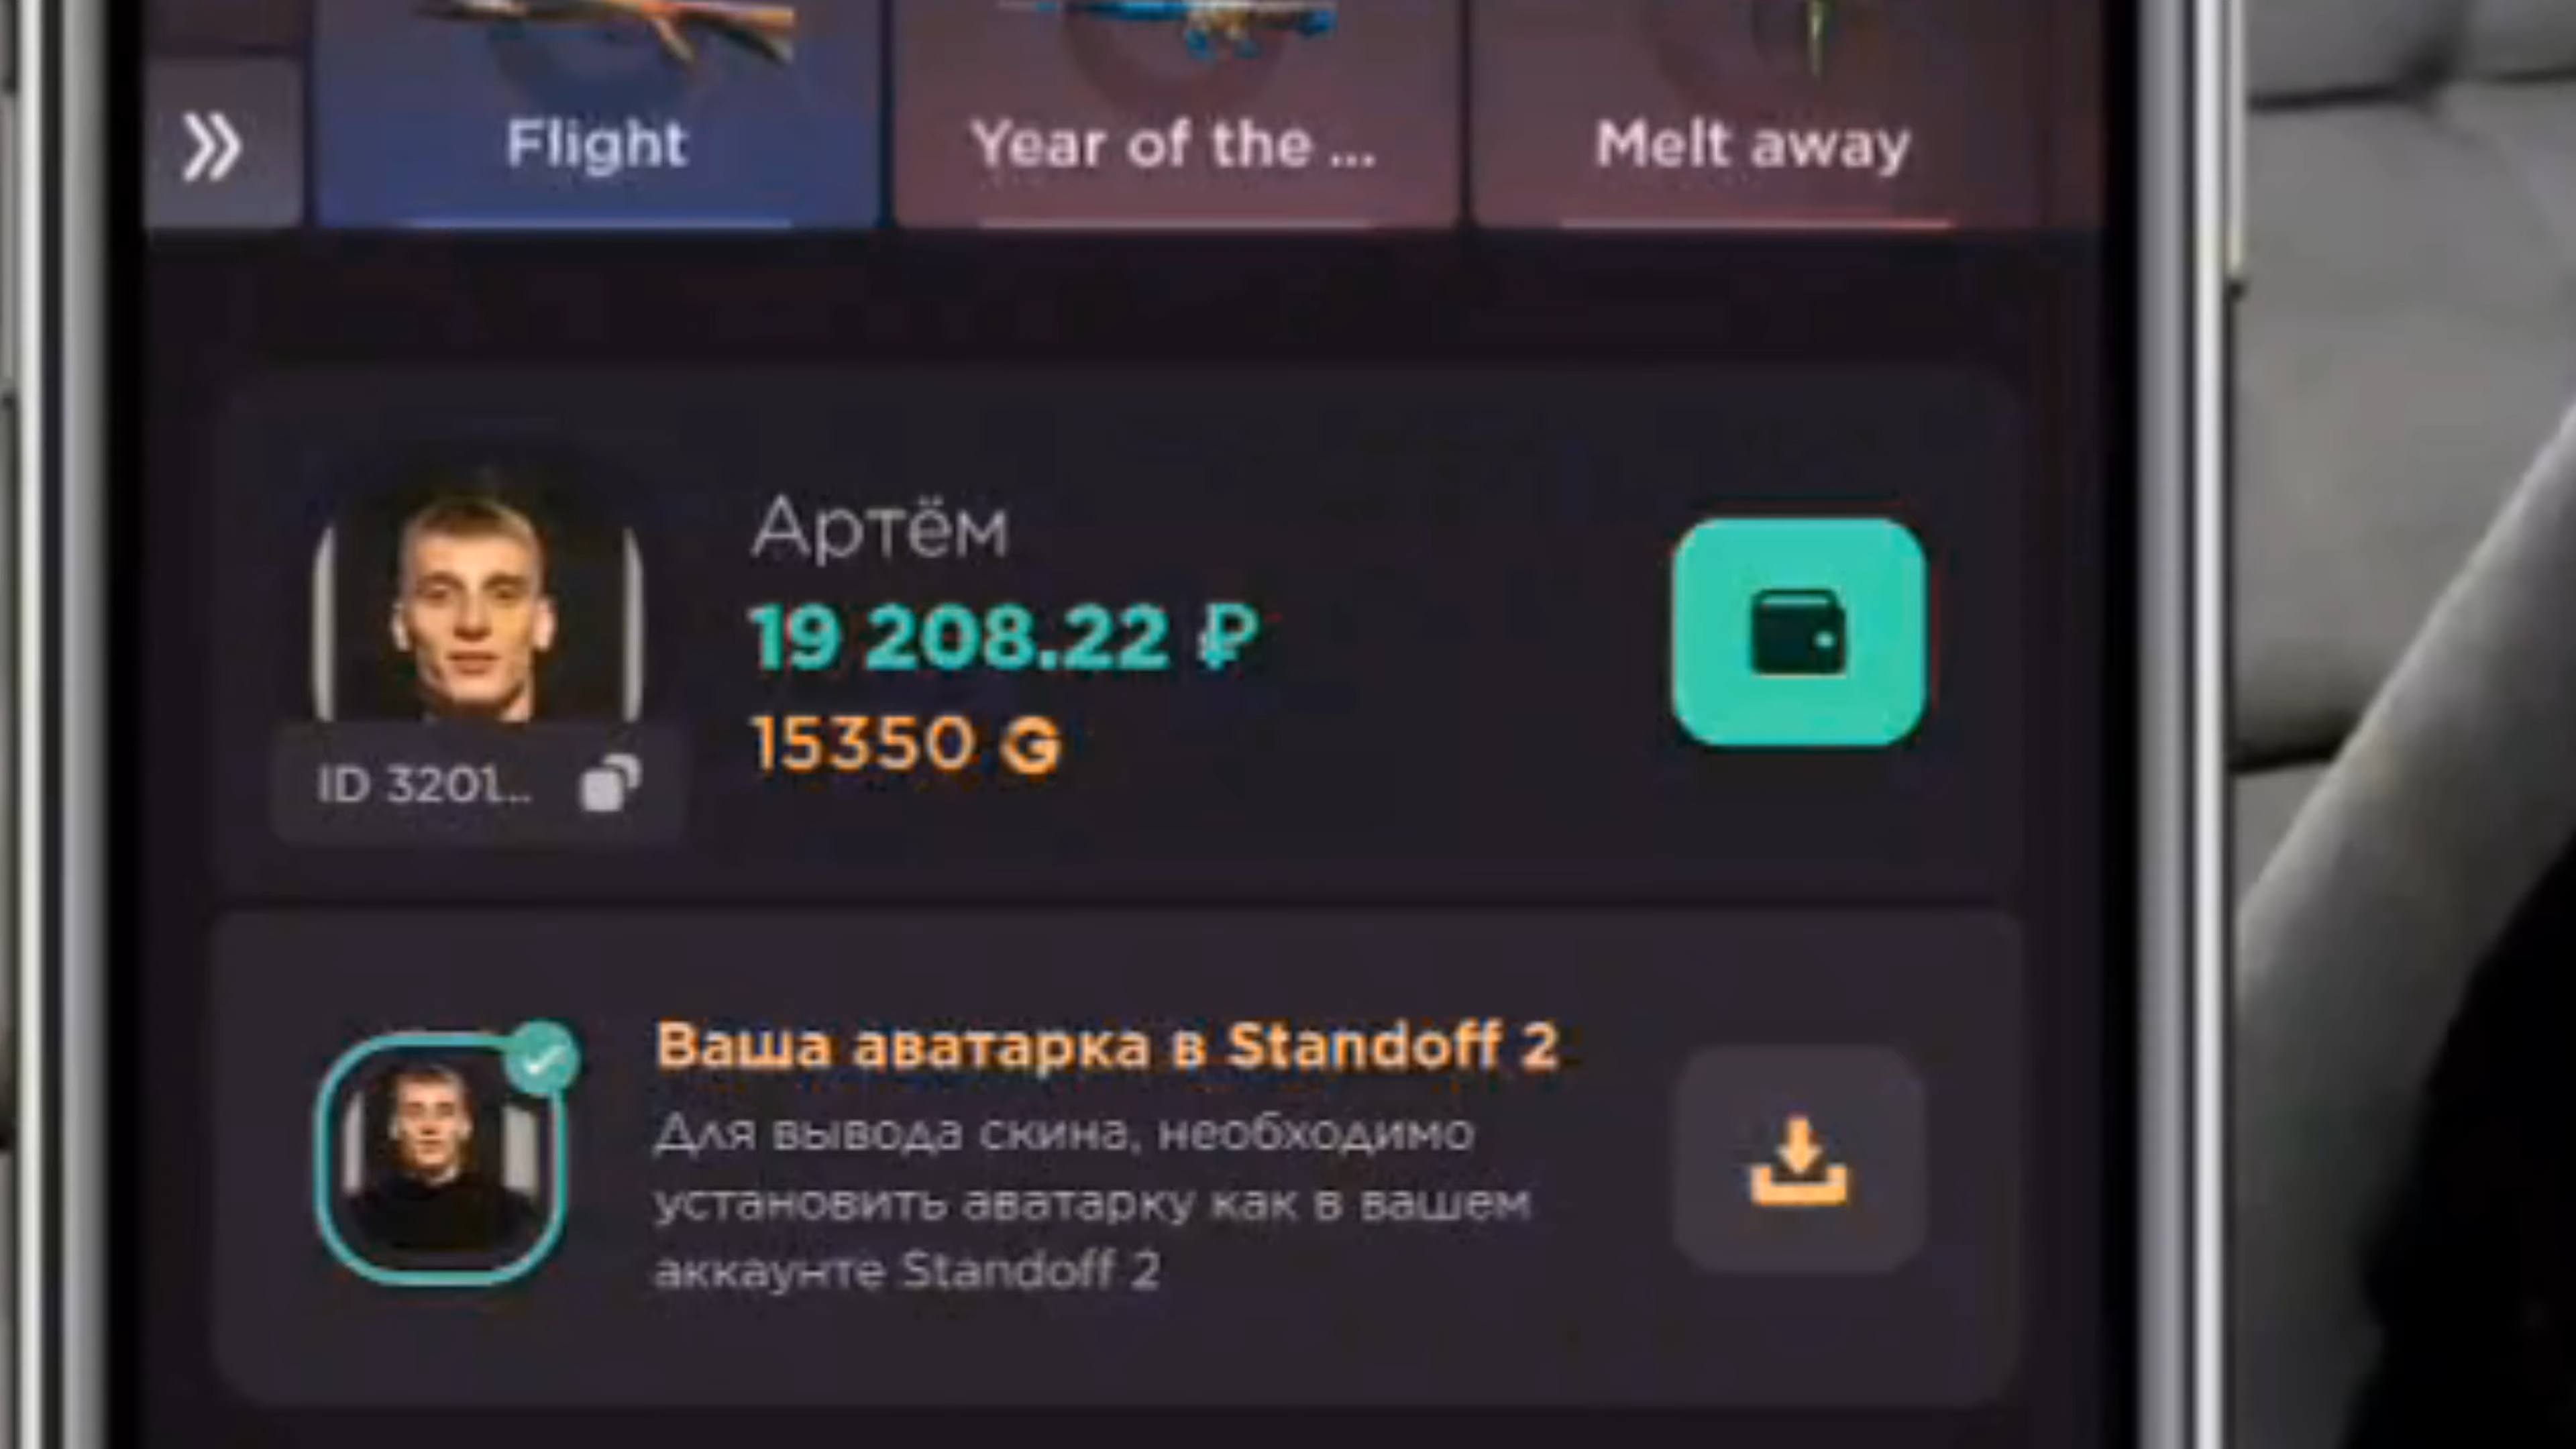 Flight
Year of the ...
Melt away
Артём
19 208.22 ₽
15350 G
ID 3201...
Ваша аватарка в Standoff 2
Для вывода скина, необходимо
установить аватарку как в вашем
аккаунте Standoff 2